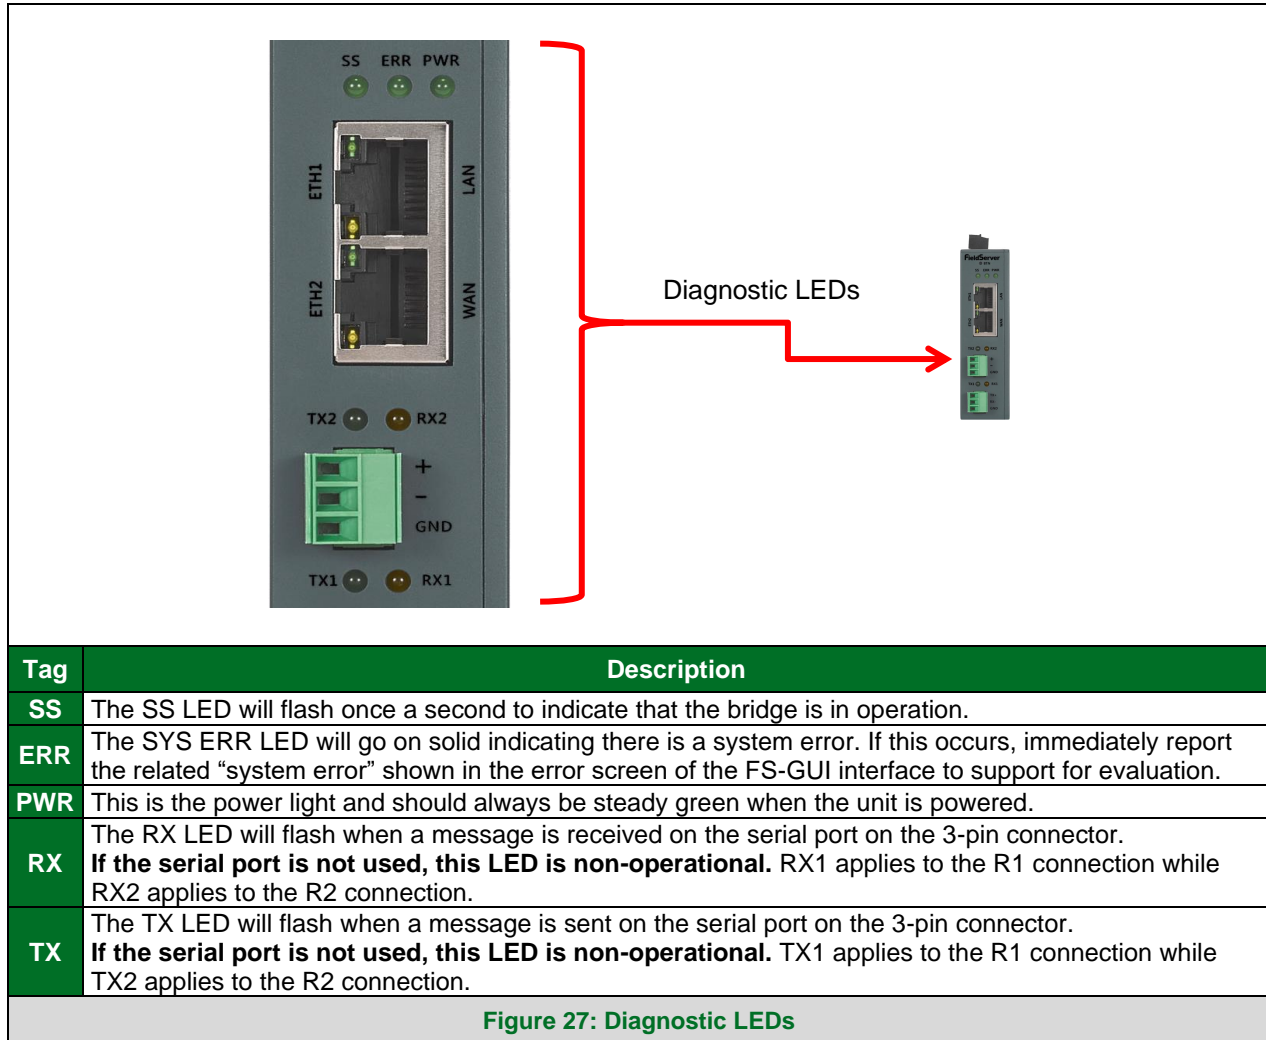 SS ERR PWR
ETH1
LAN
ETH2
WAN
TX2 RX2
+
-
GND
TX1 RX1
Diagnostic LEDs
FieldServer
Tag Description
SS The SS LED will flash once a second to indicate that the bridge is in operation.
ERR The SYS ERR LED will go on solid indicating there is a system error. If this occurs, immediately report
the related “system error” shown in the error screen of the FS-GUI interface to support for evaluation.
PWR This is the power light and should always be steady green when the unit is powered.
RX The RX LED will flash when a message is received on the serial port on the 3-pin connector.
If the serial port is not used, this LED is non-operational. RX1 applies to the R1 connection while
RX2 applies to the R2 connection.
TX The TX LED will flash when a message is sent on the serial port on the 3-pin connector.
If the serial port is not used, this LED is non-operational. TX1 applies to the R1 connection while
TX2 applies to the R2 connection.
Figure 27: Diagnostic LEDs